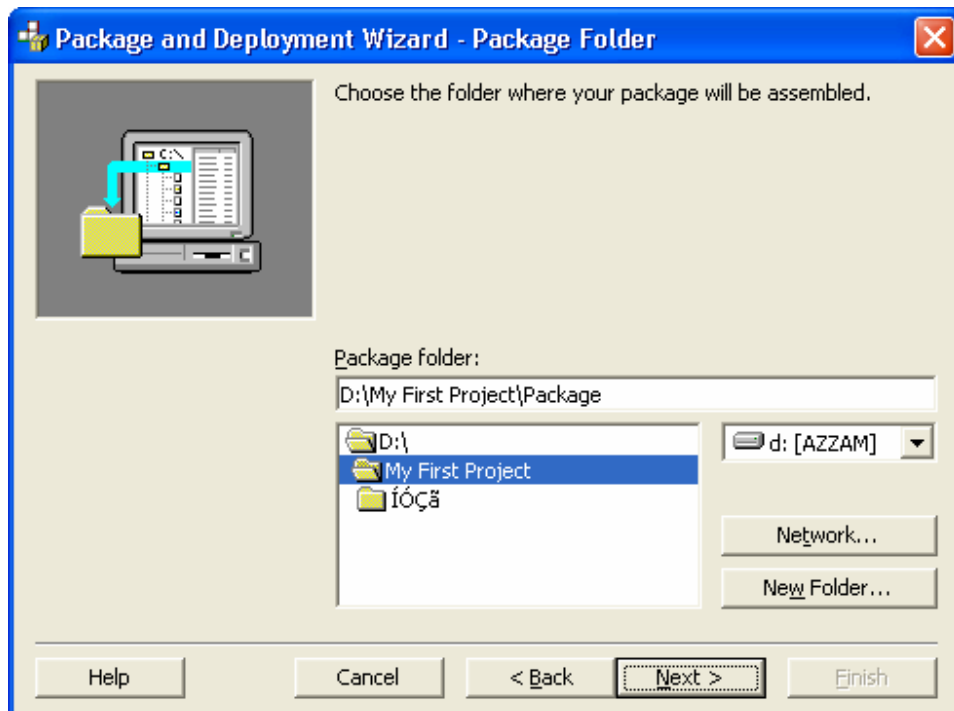 Package and Deployment Wizard - Package Folder
Choose the folder where your package will be assembled.
C:\
Package folder:
D:\My First Project\Package
D:\
d: [AZZAM]
My First Project
ÍÓÇã
Network...
New Folder...
Help
Cancel
< Back
Next >
Finish